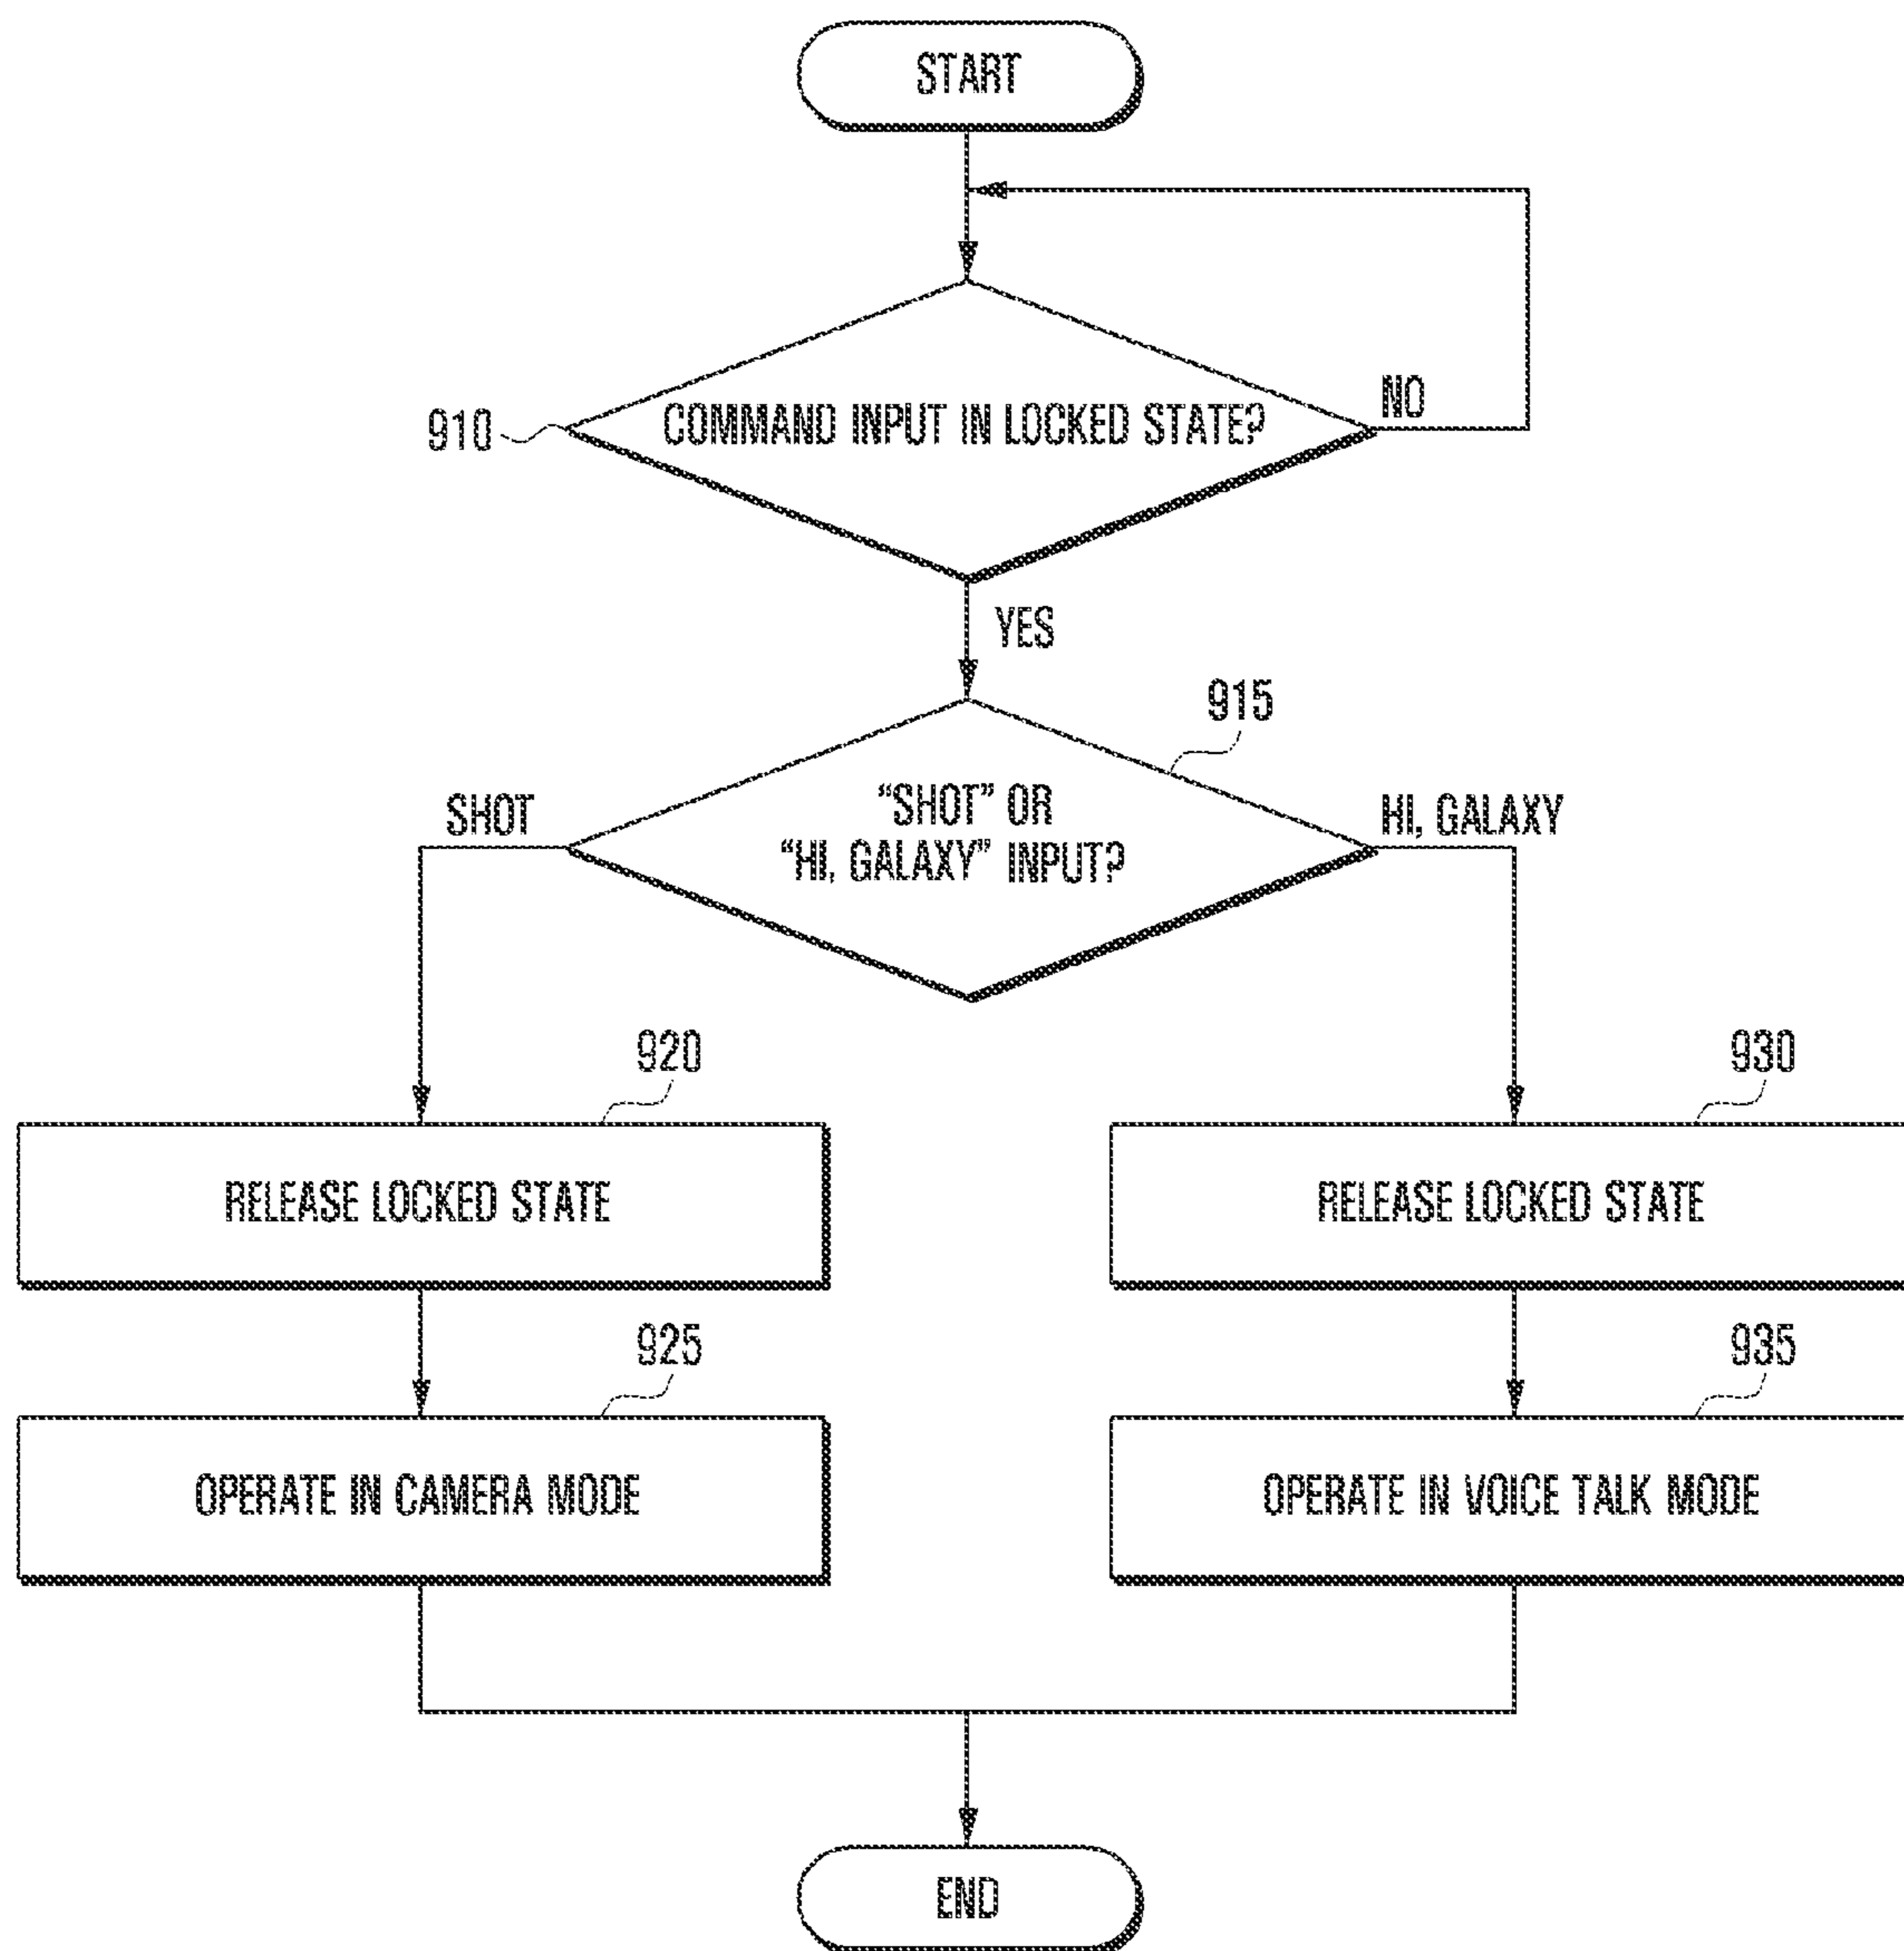 START
NO
910
COMMAND INPUT IN LOCKED STATE?
YES
915
SHOT
“SHOT” OR
“HI, GALAXY” INPUT?
HI, GALAXY
920
930
RELEASE LOCKED STATE
RELEASE LOCKED STATE
925
935
OPERATE IN CAMERA MODE
OPERATE IN VOICE TALK MODE
END